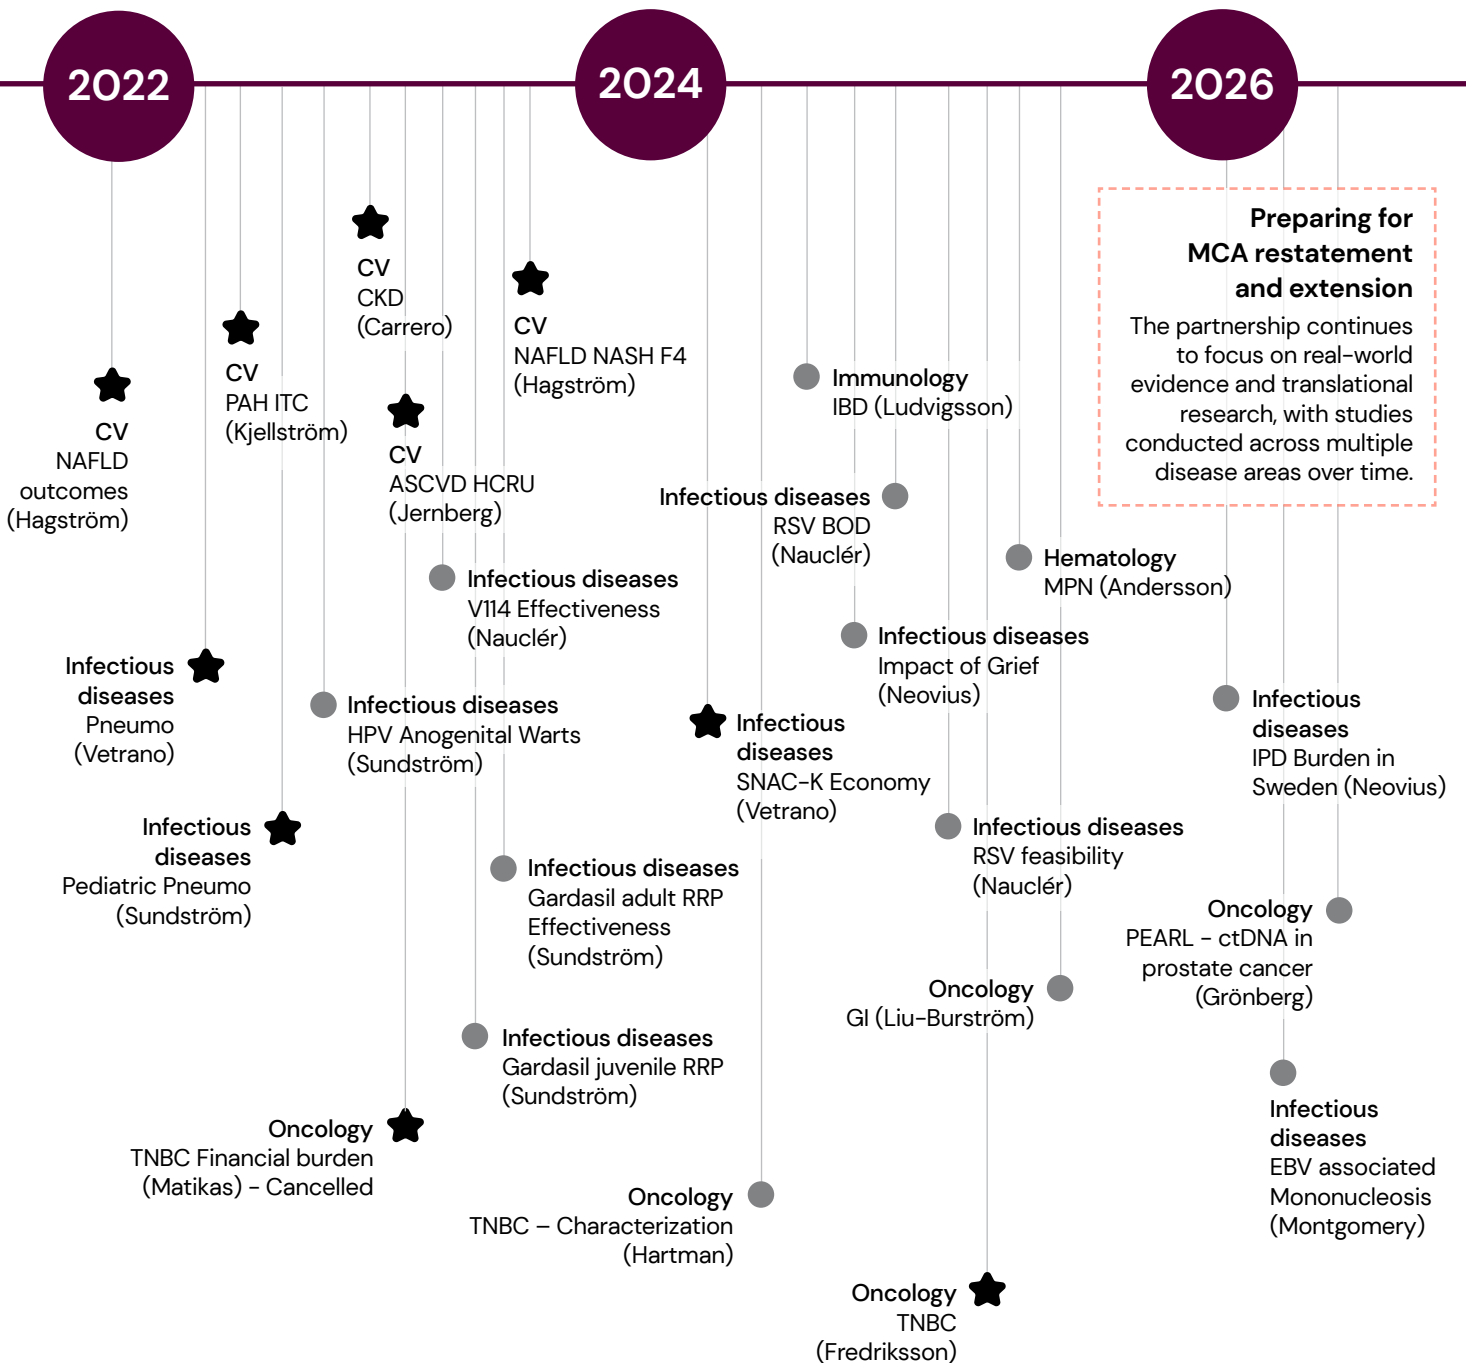 2022
2024
2026
CV
NAFLD
outcomes
(Hagström)
Infectious
diseases
Pneumo
(Vetrano)
CV
PAH ITC
(Kjellström)
Infectious
diseases
Pediatric Pneumo
(Sundström)
Infectious diseases
HPV Anogenital Warts
(Sundström)
CV
CKD
(Carrero)
CV
ASCVD HCRU
(Jernberg)
Oncology
TNBC Financial burden
(Matikas) - Cancelled
Infectious diseases
V114 Effectiveness
(Nauclér)
Infectious diseases
Gardasil juvenile RRP
(Sundström)
Infectious diseases
Gardasil adult RRP
Effectiveness
(Sundström)
CV
NAFLD NASH F4
(Hagström)
Infectious
diseases
SNAC-K Economy
(Vetrano)
Oncology
TNBC – Characterization
(Hartman)
Immunology
IBD (Ludvigsson)
Infectious diseases
Impact of Grief
(Neovius)
Infectious diseases
RSV BOD
(Nauclér)
Infectious diseases
RSV feasibility
(Nauclér)
Oncology
TNBC
(Fredriksson)
Hematology
MPN (Andersson)
Oncology
GI (Liu-Burström)
Preparing for
MCA restatement
and extension
The partnership continues
to focus on real-world
evidence and translational
research, with studies
conducted across multiple
disease areas over time.
Infectious
diseases
IPD Burden in
Sweden (Neovius)
Infectious
diseases
EBV associated
Mononucleosis
(Montgomery)
Oncology
PEARL - ctDNA in
prostate cancer
(Grönberg)